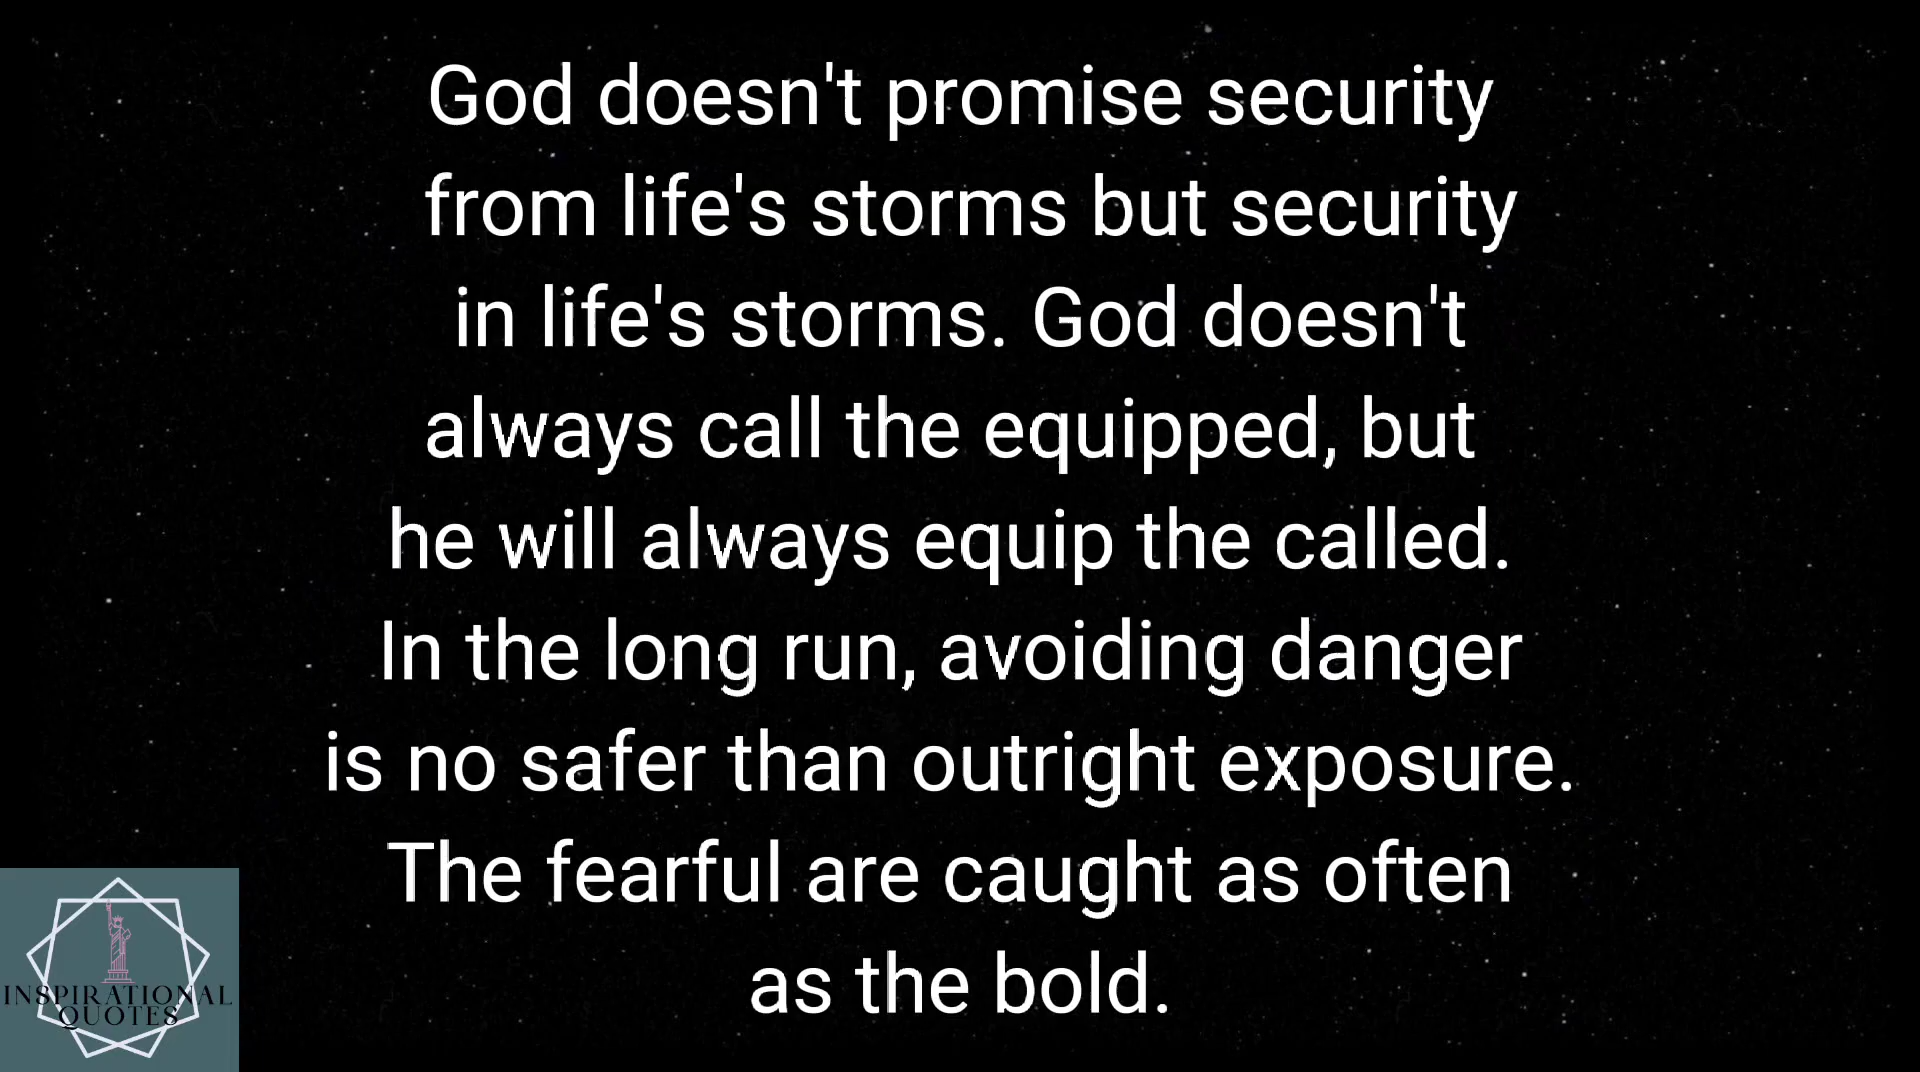 God doesn't promise security
from life's storms but security
in life's storms. God doesn't
always call the equipped, but
he will always equip the called.
In the long run, avoiding danger
is no safer than outright exposure.
The fearful are caught as often
as the bold.
INSPIRATIONAL
QUOTES